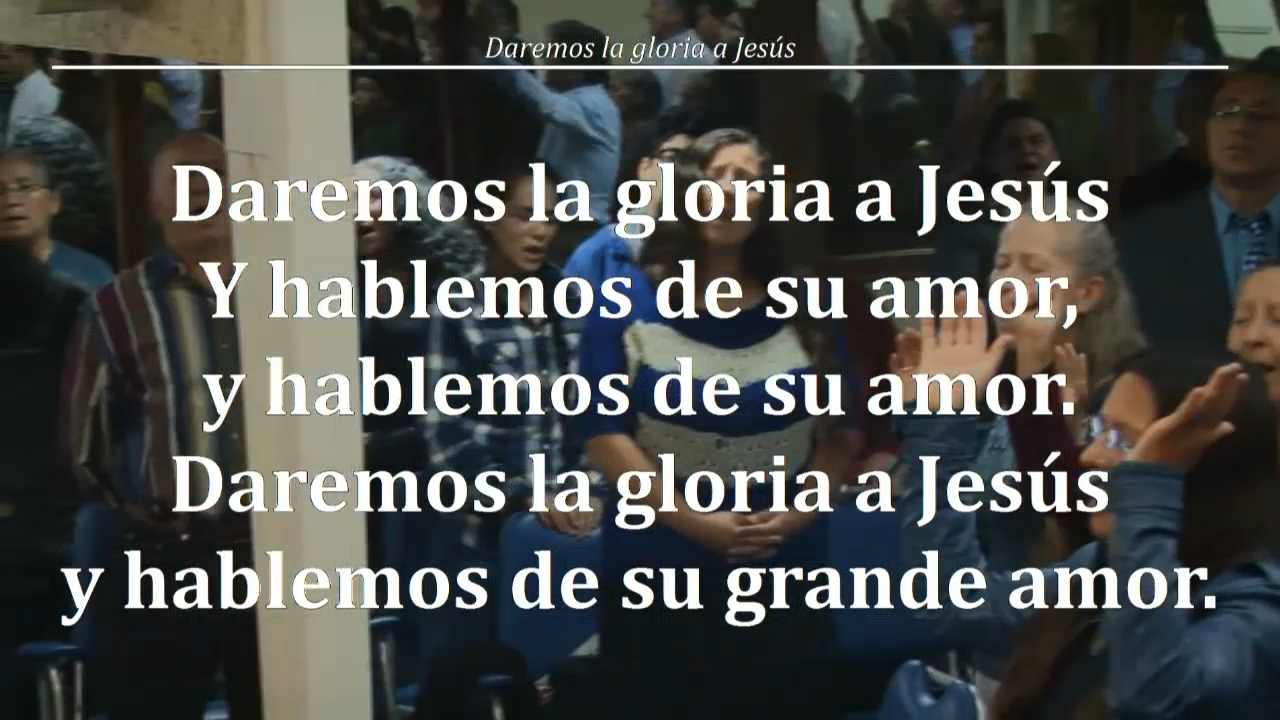 Daremos la gloria a Jesús
Daremos la gloria a Jesús
Y hablemos de su amor,
y hablemos de su amor.
Daremos la gloria a Jesús
y hablemos de su grande amor.